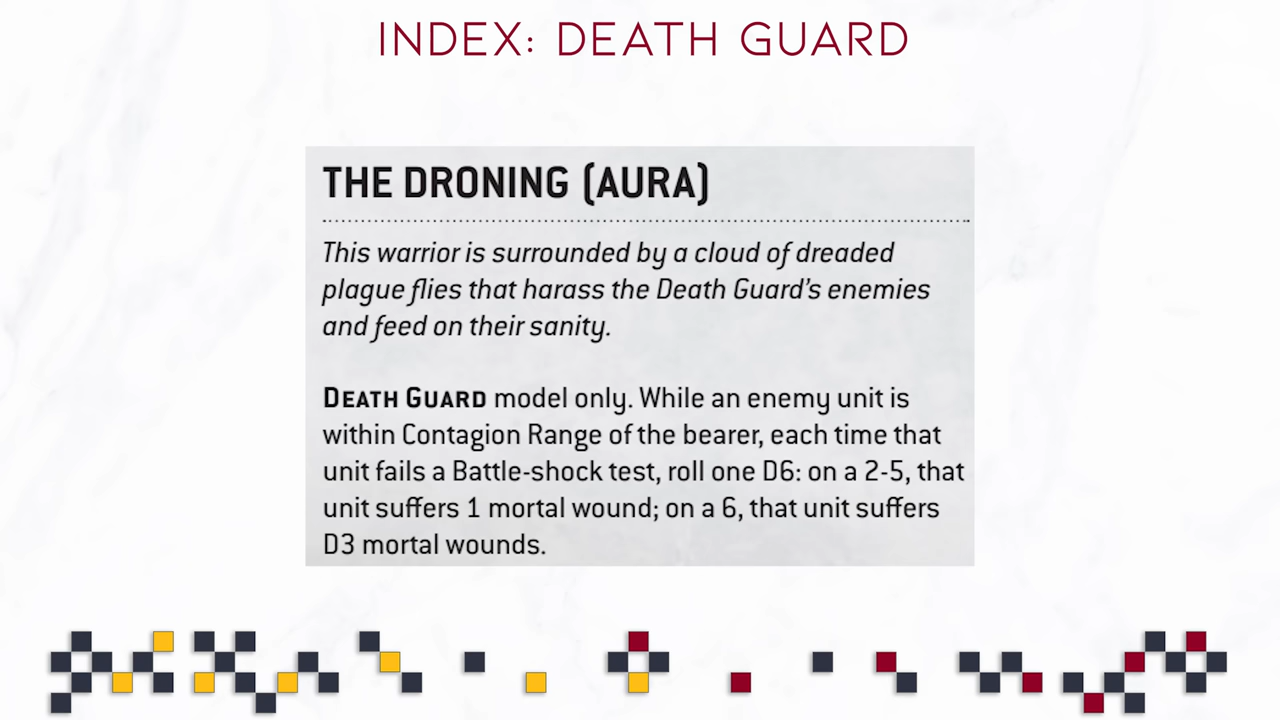 INDEX: DEATH GUARD
THE DRONING (AURA)
This warrior is surrounded by a cloud of dreaded
plague flies that harass the Death Guard's enemies
and feed on their sanity.
DEATH GUARD model only. While an enemy unit is
within Contagion Range of the bearer, each time that
unit fails a Battle-shock test, roll one D6: on a 2-5, that
unit suffers 1 mortal wound; on a 6, that unit suffers
D3 mortal wounds.